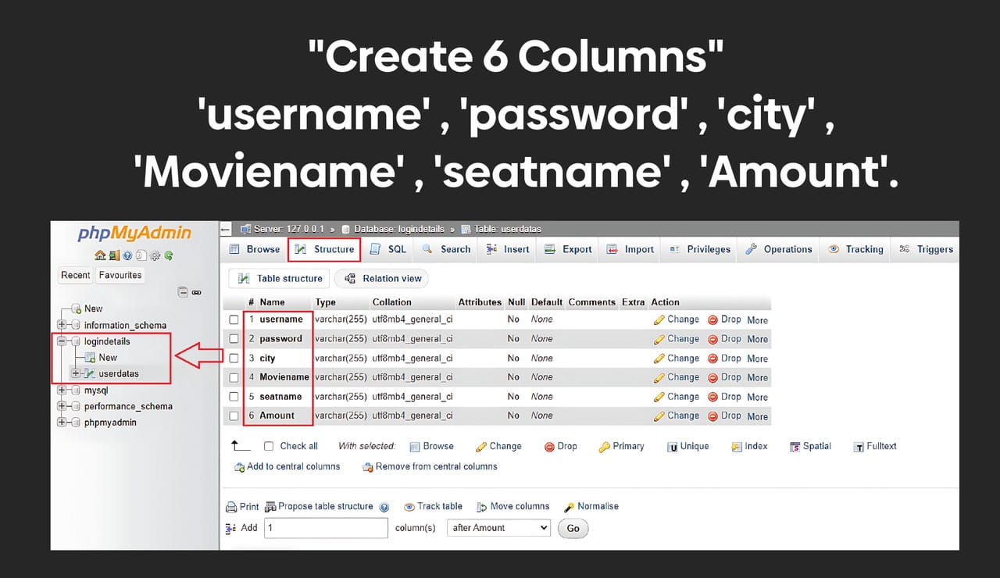 "Create 6 Columns"
'username' , 'password' , 'city' ,
'Moviename' , 'seatname' , 'Amount'.
phpMyAdmin
Recent Favourites
New
information_schema
logindetails
New
userdatas
mysql
performance_schema
phpmyadmin
Server: 127.0.0.1 » Database: logindetails » Table: userdatas
Browse Structure SQL Search Insert Export Import Privileges Operations Tracking Triggers
Table structure Relation view
# Name Type Collation Attributes Null Default Comments Extra Action
1 username varchar(255) utf8mb4_general_ci No None Change Drop More
2 password varchar(255) utf8mb4_general_ci No None Change Drop More
3 city varchar(255) utf8mb4_general_ci No None Change Drop More
4 Moviename varchar(255) utf8mb4_general_ci No None Change Drop More
5 seatname varchar(255) utf8mb4_general_ci No None Change Drop More
6 Amount varchar(255) utf8mb4_general_ci No None Change Drop More
Check all With selected: Browse Change Drop Primary Unique Index Spatial Fulltext
Add to central columns Remove from central columns
Print Propose table structure Track table Move columns Normalise
Add 1 column(s) after Amount Go